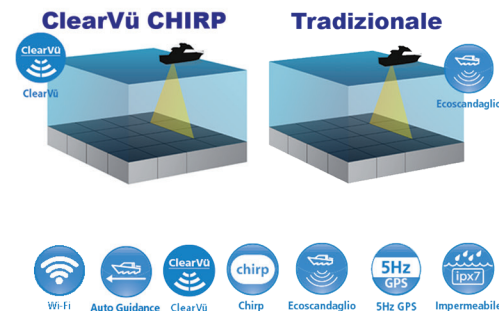 ClearVü CHIRP
Tradizionale
ClearVü
ClearVü
Ecoscandaglio
Wi-Fi
Auto Guidance
ClearVü
ClearVü
chirp
Chirp
Ecoscandaglio
5Hz
GPS
5Hz GPS
ipx7
Impermeabile